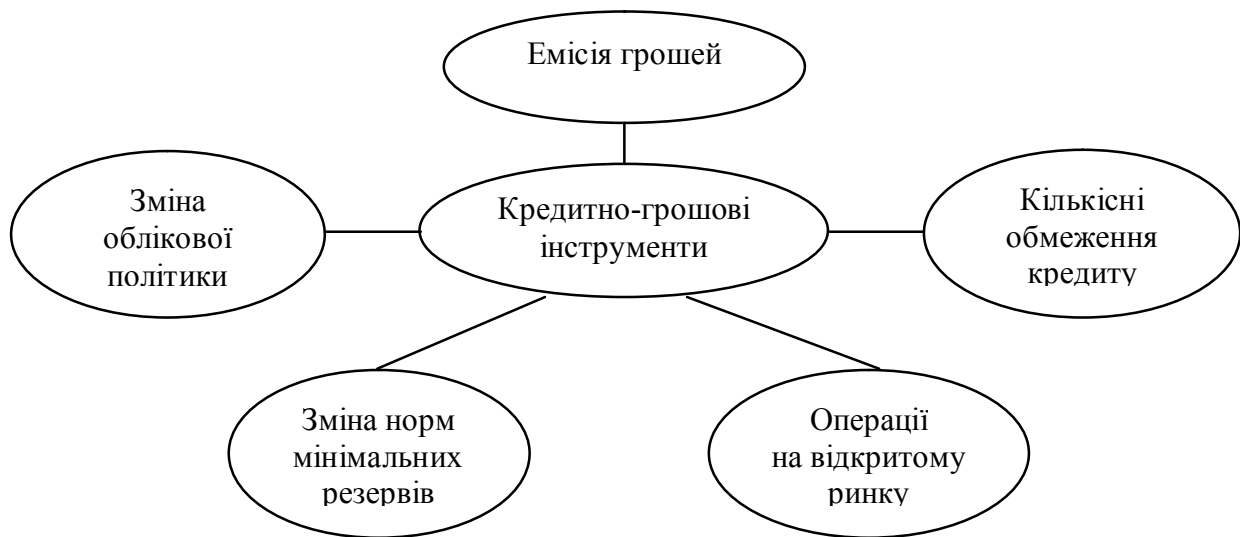 Емісія грошей
Зміна
облікової
політики
Кредитно-грошові
інструменти
Кількісні
обмеження
кредиту
Зміна норм
мінімальних
резервів
Операції
на відкритому
ринку